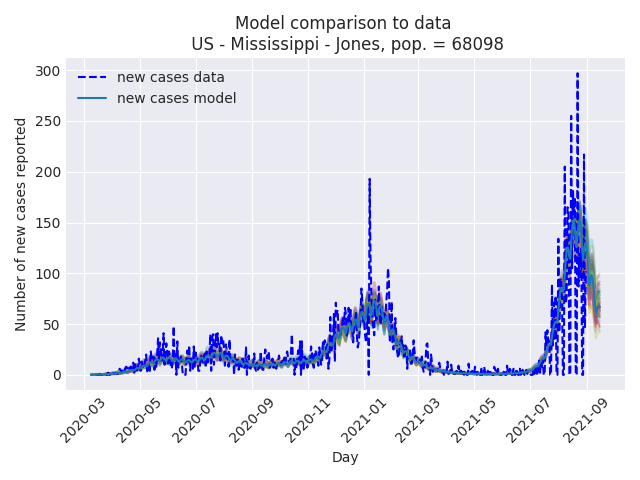 Model comparison to data
US - Mississippi - Jones, pop. = 68098
new cases data
new cases model
Number of new cases reported
300
250
200
150
100
50
0
2020-03
2020-05
2020-07
2020-09
2020-11
2021-01
2021-03
2021-05
2021-07
2021-09
Day